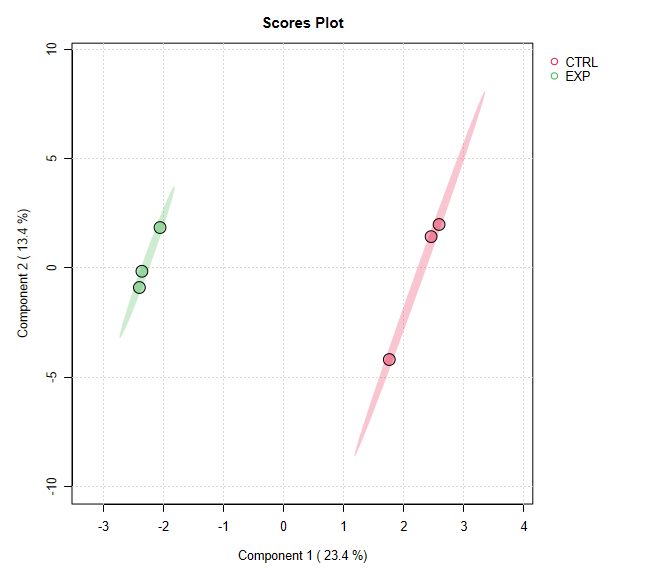 Scores Plot
CTRL
EXP
10
5
0
-5
-10
Component 2 ( 13.4 %)
-3 -2 -1 0 1 2 3 4
Component 1 ( 23.4 %)